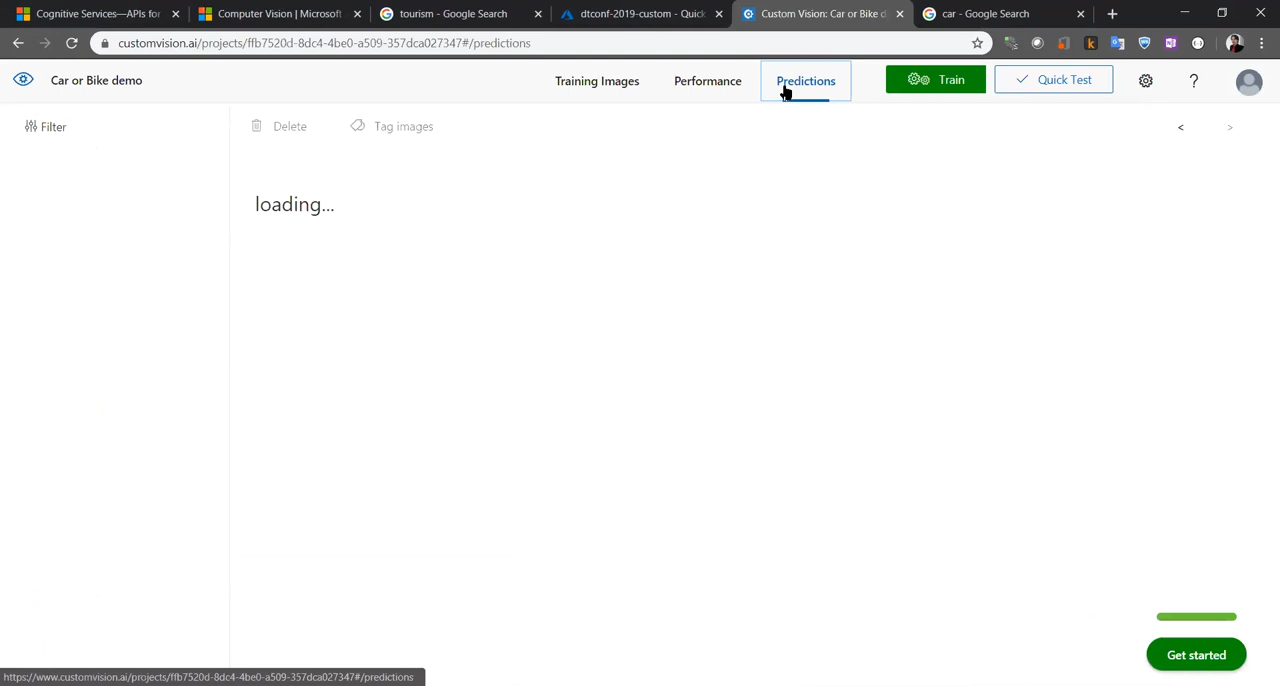 Cognitive Services—APIs for
Computer Vision | Microsoft
tourism - Google Search
dtconf-2019-custom - Quick
Custom Vision: Car or Bike d
car - Google Search
customvision.ai/projects/ffb7520d-8dc4-4be0-a509-357dca027347#/predictions
Car or Bike demo
Training Images
Performance
Predictions
Train
Quick Test
?
Filter
Delete
Tag images
<
>
loading...
Get started
https://www.customvision.ai/projects/ffb7520d-8dc4-4be0-a509-357dca027347#/predictions